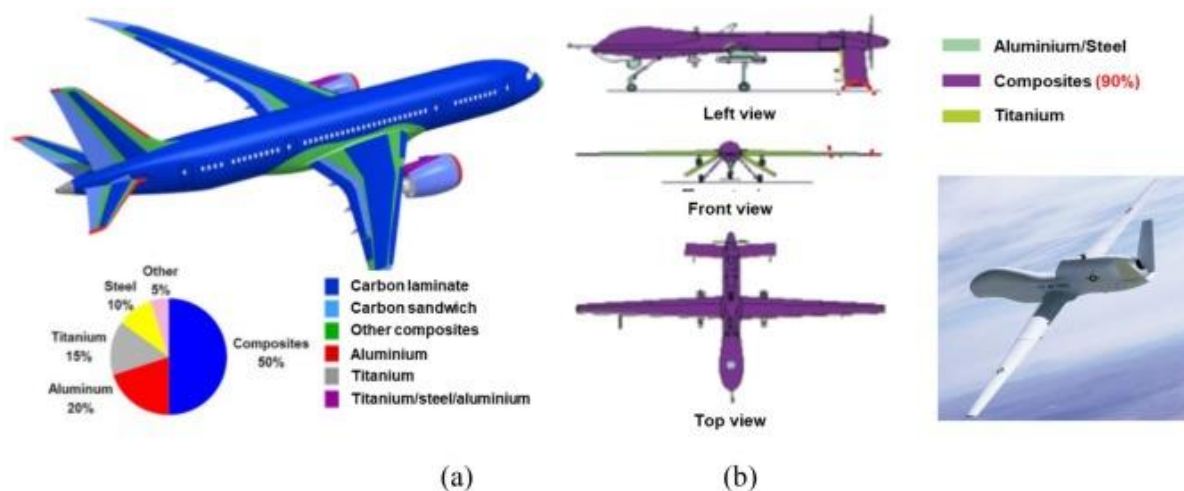 Steel
10%
Other
5%
Titanium
15%
Aluminum
20%
Composites
50%
Carbon laminate
Carbon sandwich
Other composites
Aluminium
Titanium
Titanium/steel/aluminium
(a)
Left view
Front view
Top view
Aluminium/Steel
Composites (90%)
Titanium
(b)